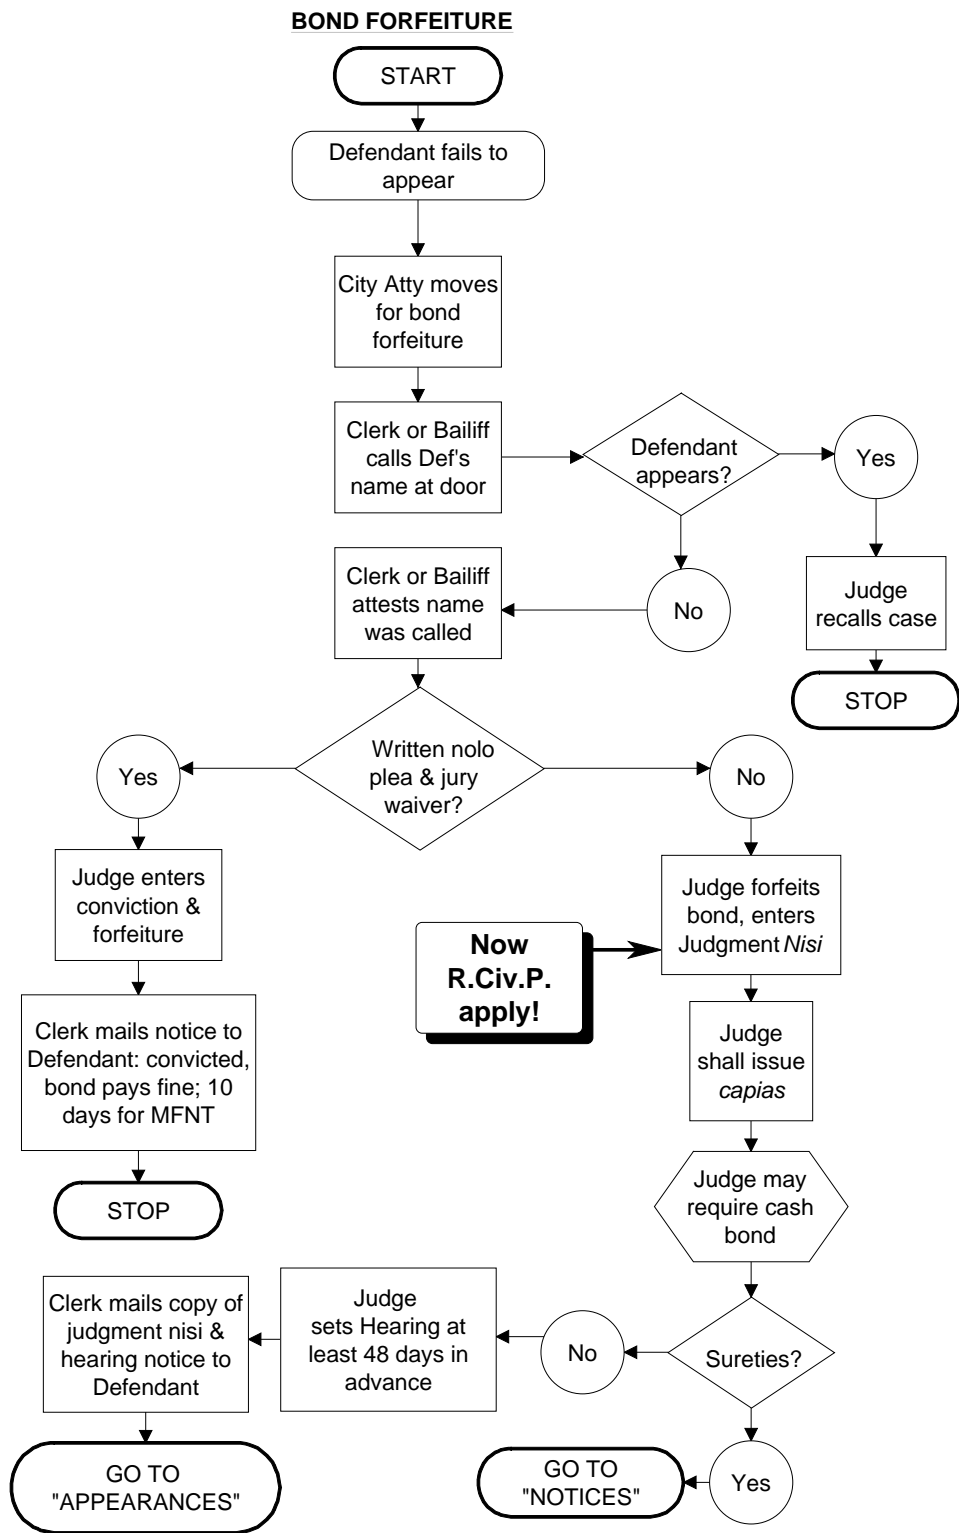 BOND FORFEITURE
START
Defendant fails to
appear
City Atty moves
for bond
forfeiture
Clerk or Bailiff
calls Def's
name at door
Defendant
appears?
Yes
Judge
recalls case
STOP
No
Clerk or Bailiff
attests name
was called
Written nolo
plea & jury
waiver?
Yes
Judge enters
conviction &
forfeiture
Clerk mails notice to
Defendant: convicted,
bond pays fine; 10
days for MFNT
STOP
No
Judge forfeits
bond, enters
Judgment Nisi
Now
R.Civ.P.
apply!
Judge
shall issue
capias
Judge may
require cash
bond
Sureties?
No
Judge
sets Hearing at
least 48 days in
advance
Clerk mails copy of
judgment nisi &
hearing notice to
Defendant
GO TO
"APPEARANCES"
Yes
GO TO
"NOTICES"